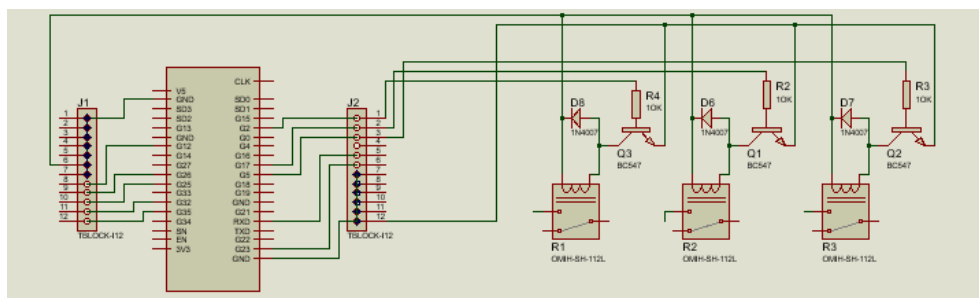 J1
1
2
3
4
5
6
7
8
9
10
11
12
TBLOCK-I12
V5
GND
SD3
SD2
G13
GND
G12
G14
G27
G26
G25
G33
G32
G35
G34
SN
EN
3V3
CLK
SD0
SD1
G15
G2
G0
G4
G16
G17
G5
G18
G19
GND
G21
RXD
TXD
G22
G23
GND
J2
1
2
3
4
5
6
7
8
9
10
11
12
TBLOCK-I12
D8
1N4007
R4
10K
Q3
BC547
R1
OMIH-SH-112L
D6
1N4007
R2
10K
Q1
BC547
R2
OMIH-SH-112L
D7
1N4007
R3
10K
Q2
BC547
R3
OMIH-SH-112L